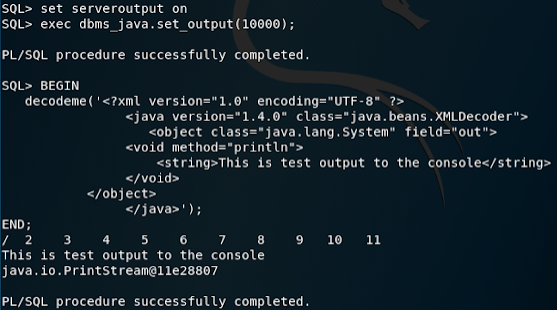 SQL> set serveroutput on
SQL> exec dbms_java.set_output(10000);
PL/SQL procedure successfully completed.
SQL> BEGIN
decodeme('<?xml version="1.0" encoding="UTF-8" ?>
<java version="1.4.0" class="java.beans.XMLDecoder">
<object class="java.lang.System" field="out">
<void method="println">
<string>This is test output to the console</string>
</void>
</object>
</java>');
END;
/  2    3    4    5    6    7    8    9   10   11
This is test output to the console
java.io.PrintStream@11e28807
PL/SQL procedure successfully completed.